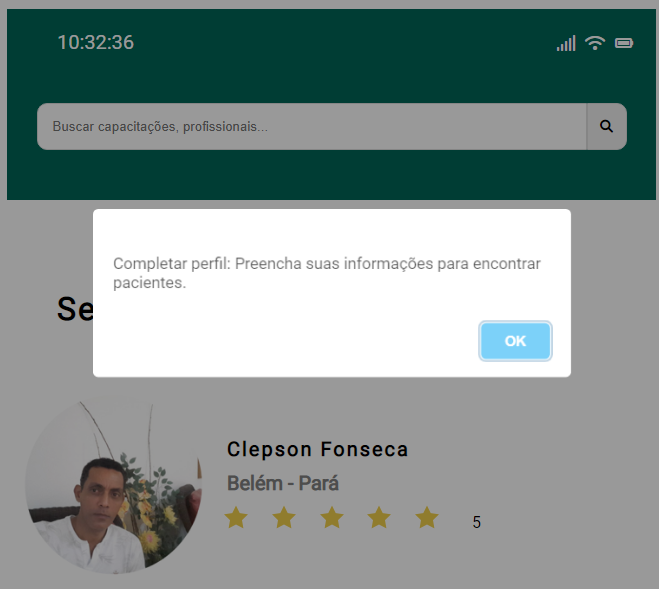 10:32:36
Buscar capacitações, profissionais...
Completar perfil: Preencha suas informações para encontrar
pacientes.
OK
Se
Clepson Fonseca
Belém - Pará
5